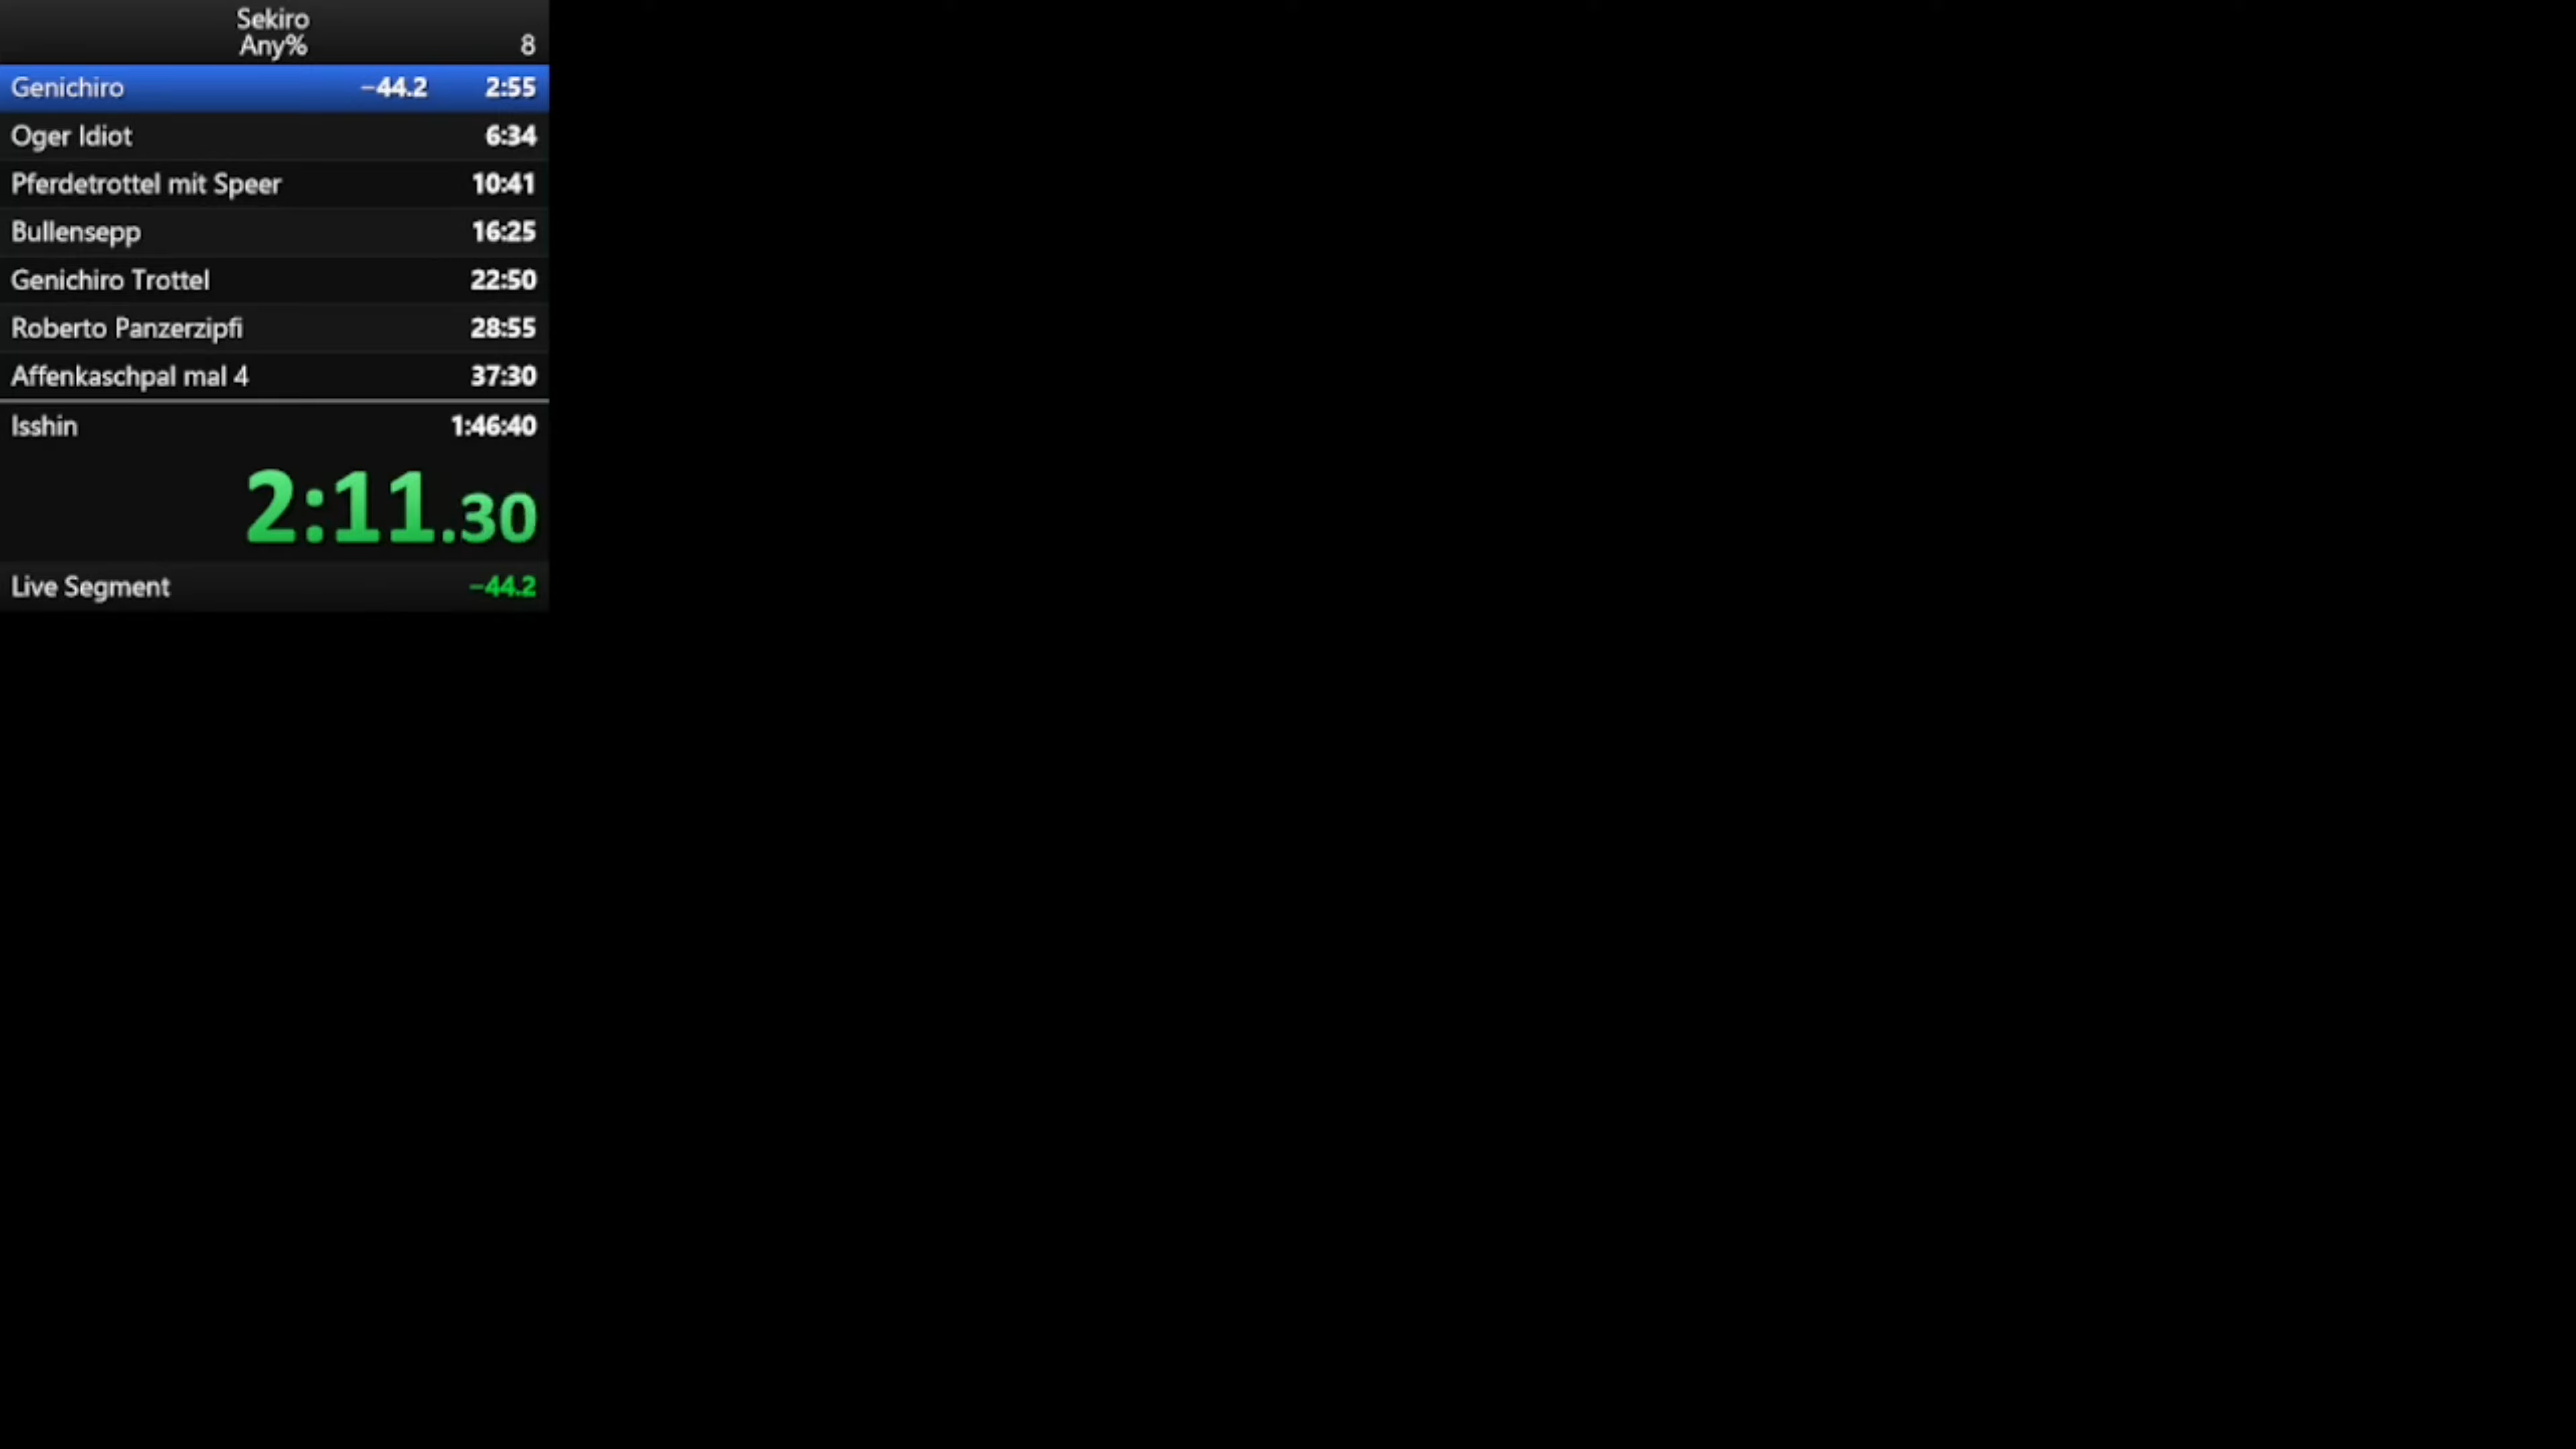 Sekiro
Any% 8
Genichiro −44.2 2:55
Oger Idiot 6:34
Pferdetrottel mit Speer 10:41
Bullensepp 16:25
Genichiro Trottel 22:50
Roberto Panzerzipfi 28:55
Affenkaschpal mal 4 37:30
Isshin 1:46:40
2:11.30
Live Segment −44.2